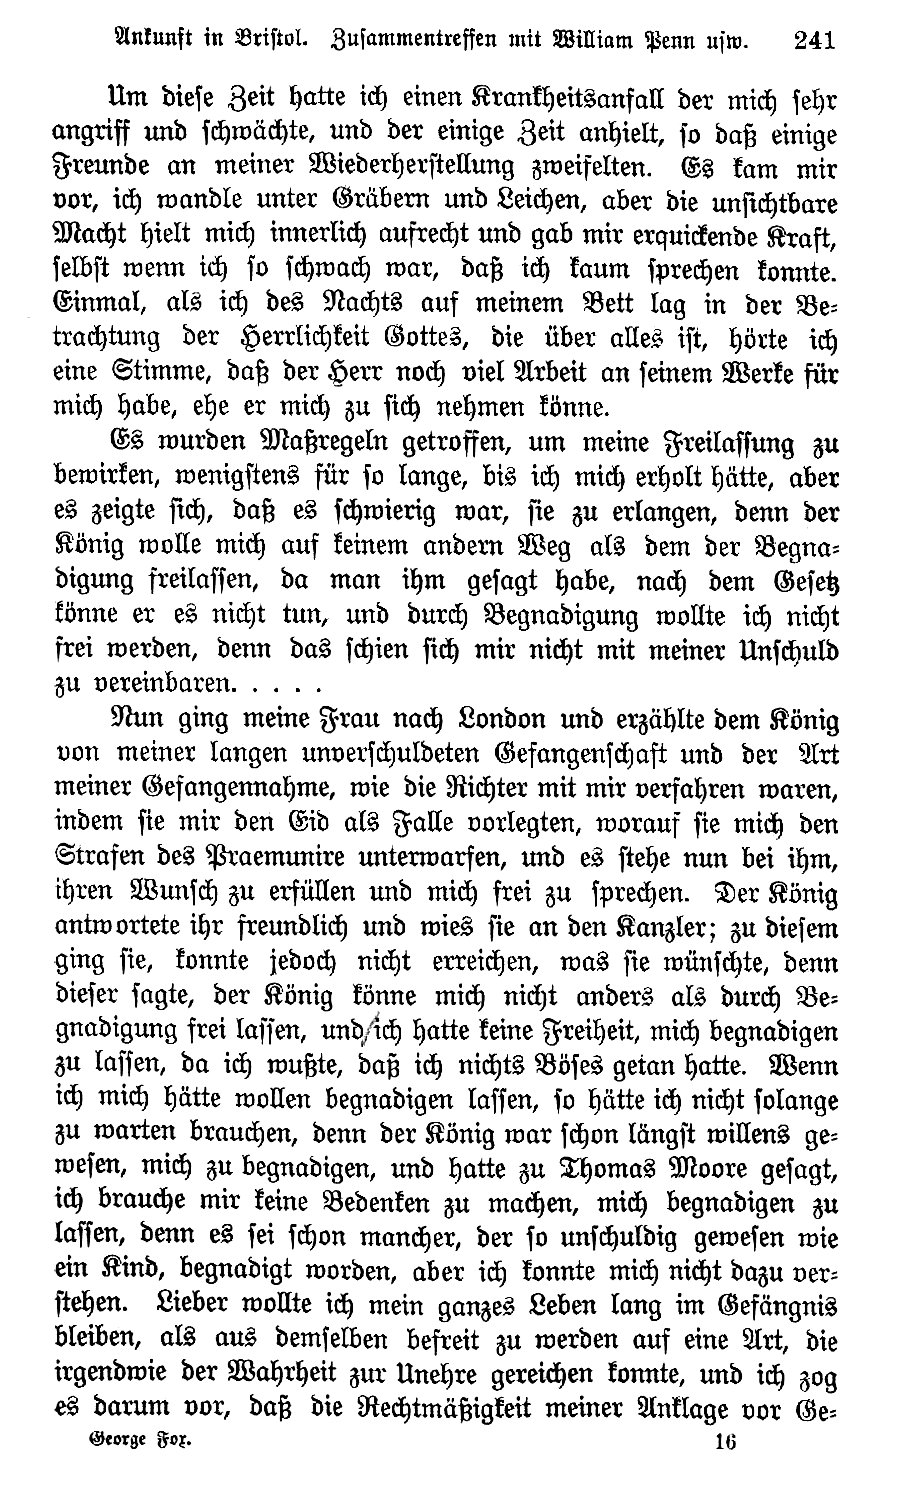 Ankunft in Bristol. Zusammentreffen mit William Penn usw. 241
Um diese Zeit hatte ich einen Krankheitsanfall der mich sehr
angriff und schwächte, und der einige Zeit anhielt, so daß einige
Freunde an meiner Wiederherstellung zweifelten. Es kam mir
vor, ich wandle unter Gräbern und Leichen, aber die unsichtbare
Macht hielt mich innerlich aufrecht und gab mir erquickende Kraft,
selbst wenn ich so schwach war, daß ich kaum sprechen konnte.
Einmal, als ich des Nachts auf meinem Bett lag in der Be-
trachtung der Herrlichkeit Gottes, die über alles ist, hörte ich
eine Stimme, daß der Herr noch viel Arbeit an seinem Werke für
mich habe, ehe er mich zu sich nehmen könne.
Es wurden Maßregeln getroffen, um meine Freilassung zu
bewirken, wenigstens für so lange, bis ich mich erholt hätte, aber
es zeigte sich, daß es schwierig war, sie zu erlangen, denn der
König wolle mich auf keinem andern Weg als dem der Begna-
digung freilassen, da man ihm gesagt habe, nach dem Gesetz
könne er es nicht tun, und durch Begnadigung wollte ich nicht
frei werden, denn das schien sich mir nicht mit meiner Unschuld
zu vereinbaren. . . . .
Nun ging meine Frau nach London und erzählte dem König
von meiner langen unverschuldeten Gefangenschaft und der Art
meiner Gefangennahme, wie die Richter mit mir verfahren waren,
indem sie mir den Eid als Falle vorlegten, worauf sie mich den
Strafen des Praemunire unterwarfen, und es stehe nun bei ihm,
ihren Wunsch zu erfüllen und mich frei zu sprechen. Der König
antwortete ihr freundlich und wies sie an den Kanzler; zu diesem
ging sie, konnte jedoch nicht erreichen, was sie wünschte, denn
dieser sagte, der König könne mich nicht anders als durch Be-
gnadigung frei lassen, und ich hatte keine Freiheit, mich begnadigen
zu lassen, da ich wußte, daß ich nichts Böses getan hatte. Wenn
ich mich hätte wollen begnadigen lassen, so hätte ich nicht solange
zu warten brauchen, denn der König war schon längst willens ge-
wesen, mich zu begnadigen, und hatte zu Thomas Moore gesagt,
ich brauche mir keine Bedenken zu machen, mich begnadigen zu
lassen, denn es sei schon mancher, der so unschuldig gewesen wie
ein Kind, begnadigt worden, aber ich konnte mich nicht dazu ver-
stehen. Lieber wollte ich mein ganzes Leben lang im Gefängnis
bleiben, als aus demselben befreit zu werden auf eine Art, die
irgendwie der Wahrheit zur Unehre gereichen konnte, und ich zog
es darum vor, daß die Rechtmäßigkeit meiner Anklage vor Ge-
George Fox. 16